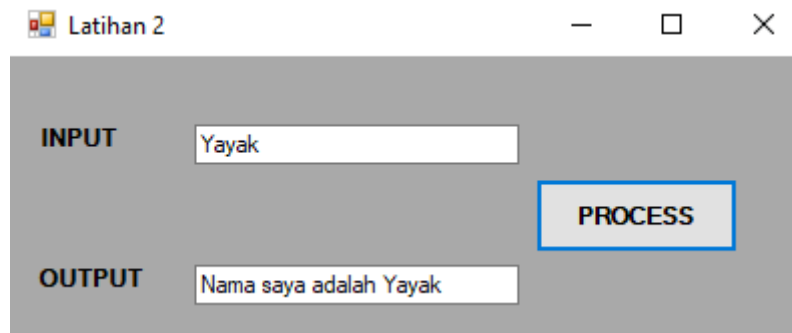 Latihan 2
INPUT
Yayak
PROCESS
OUTPUT
Nama saya adalah Yayak